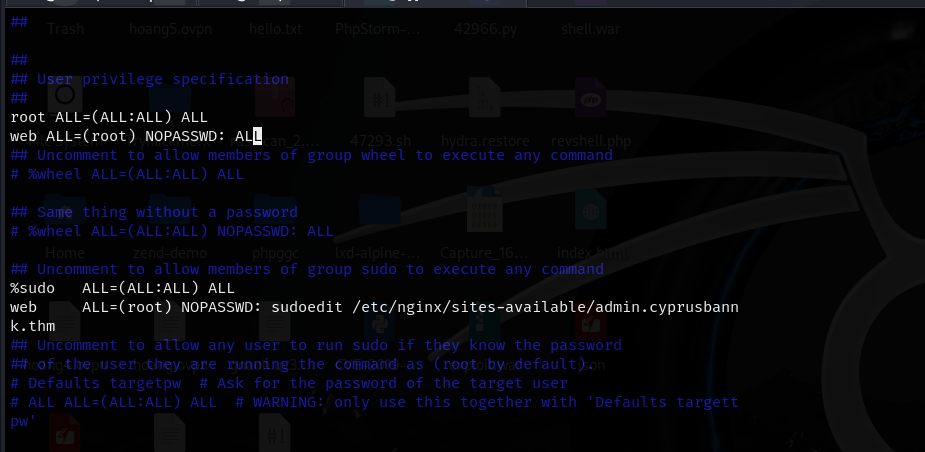 ##
Trash hoang5.ovpn hello.txt PhpStorm-... 42966.py shell.war
##
## User privilege specification
##
root ALL=(ALL:ALL) ALL
web ALL=(root) NOPASSWD: ALL
47293.sh hydra.restore revshell.php
## Uncomment to allow members of group wheel to execute any command
# %wheel ALL=(ALL:ALL) ALL
## Same thing without a password
# %wheel ALL=(ALL:ALL) NOPASSWD: ALL
Home zend-demo phpggc lxd-alpine-... Capture_16... index.html
## Uncomment to allow members of group sudo to execute any command
%sudo ALL=(ALL:ALL) ALL
web ALL=(root) NOPASSWD: sudoedit /etc/nginx/sites-available/admin.cyprusbann
k.thm
## Uncomment to allow any user to run sudo if they know the password
## of the user they are running the command as (root by default).
# Defaults targetpw # Ask for the password of the target user
# ALL ALL=(ALL:ALL) ALL # WARNING: only use this together with 'Defaults targett
pw'